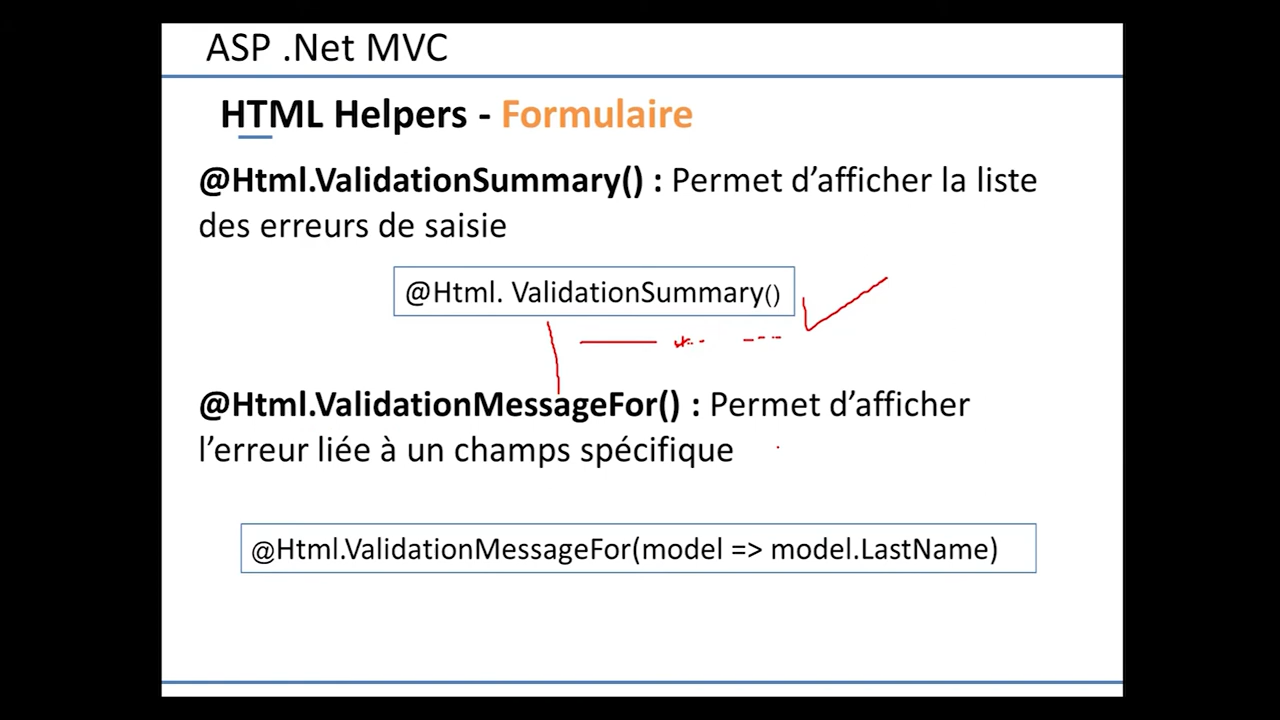 ASP .Net MVC
HTML Helpers - Formulaire
@Html.ValidationSummary() : Permet d’afficher la liste
des erreurs de saisie
@Html. ValidationSummary()
@Html.ValidationMessageFor() : Permet d’afficher
l’erreur liée à un champs spécifique
@Html.ValidationMessageFor(model => model.LastName)